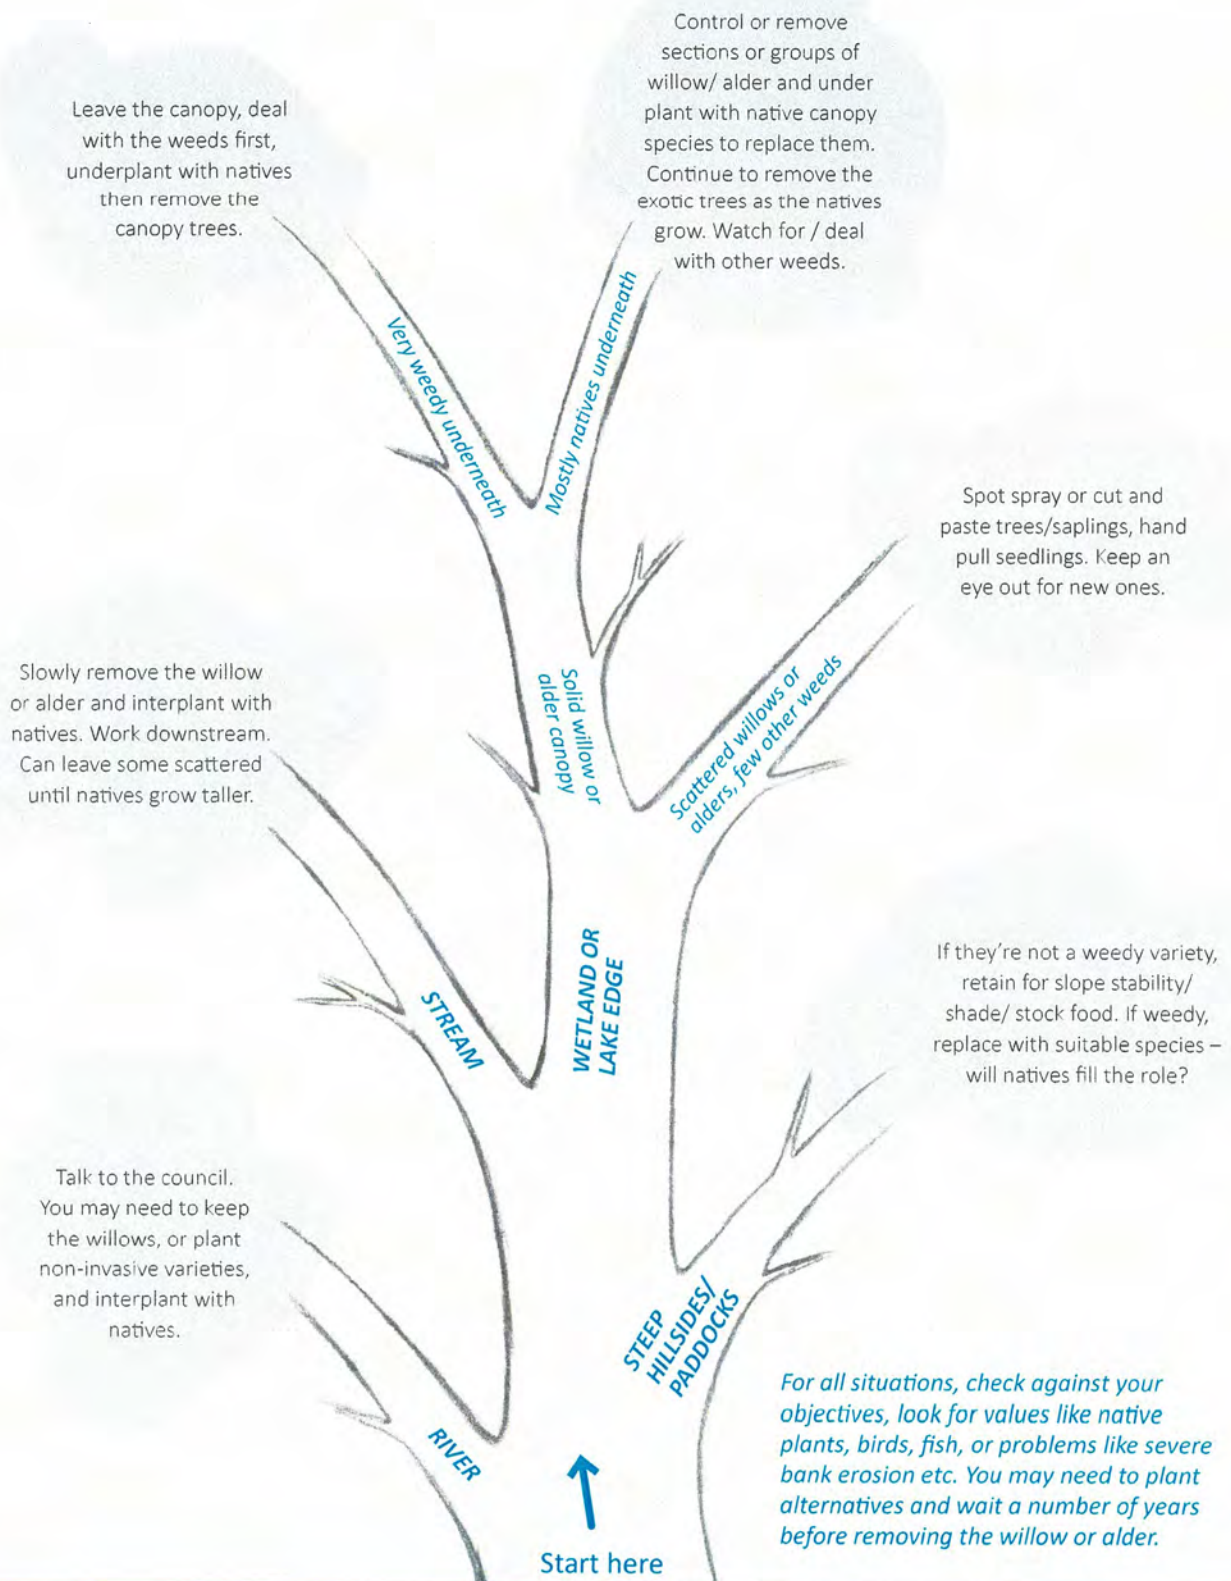 Control or remove
sections or groups of
willow/ alder and under
plant with native canopy
species to replace them.
Continue to remove the
exotic trees as the natives
grow. Watch for / deal
with other weeds.
Leave the canopy, deal
with the weeds first,
underplant with natives
then remove the
canopy trees.
Very weedy underneath
Mostly natives underneath
Spot spray or cut and
paste trees/saplings, hand
pull seedlings. Keep an
eye out for new ones.
Solid willow or
alder canopy
Scattered willows or
alders, few other weeds
Slowly remove the willow
or alder and interplant with
natives. Work downstream.
Can leave some scattered
until natives grow taller.
STREAM
WETLAND OR
LAKE EDGE
If they're not a weedy variety,
retain for slope stability/
shade/ stock food. If weedy,
replace with suitable species –
will natives fill the role?
Talk to the council.
You may need to keep
the willows, or plant
non-invasive varieties,
and interplant with
natives.
RIVER
STEEP
HILLSIDES/
PADDOCKS
For all situations, check against your
objectives, look for values like native
plants, birds, fish, or problems like severe
bank erosion etc. You may need to plant
alternatives and wait a number of years
before removing the willow or alder.
Start here